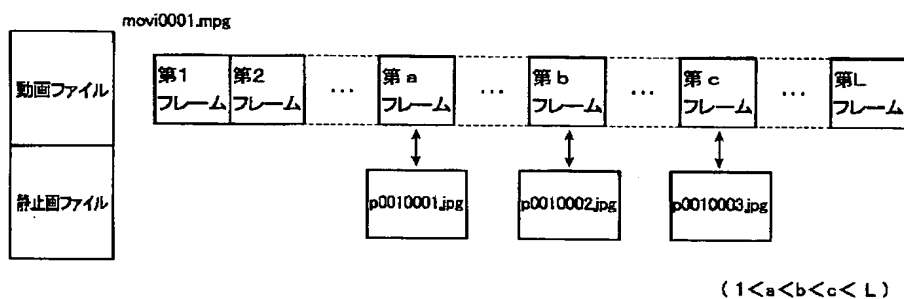 movi0001.mpg
動画ファイル
第1
フレーム
第2
フレーム
…
第a
フレーム
…
第b
フレーム
…
第c
フレーム
…
第L
フレーム
静止画ファイル
p0010001.jpg
p0010002.jpg
p0010003.jpg
(1<a<b<c<L)